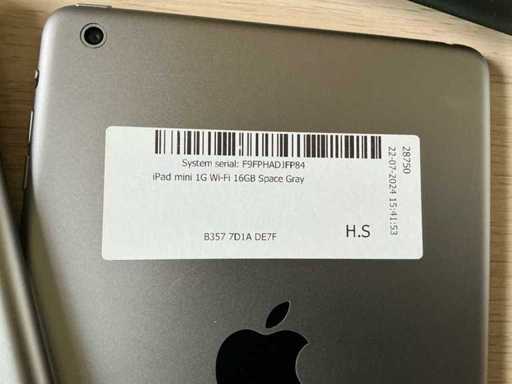 System serial: F9FPHADJFP84
iPad mini 1G Wi-Fi 16GB Space Gray
B357 7D1A DE7F
H.S
28750
22-07-2024 15:41:53